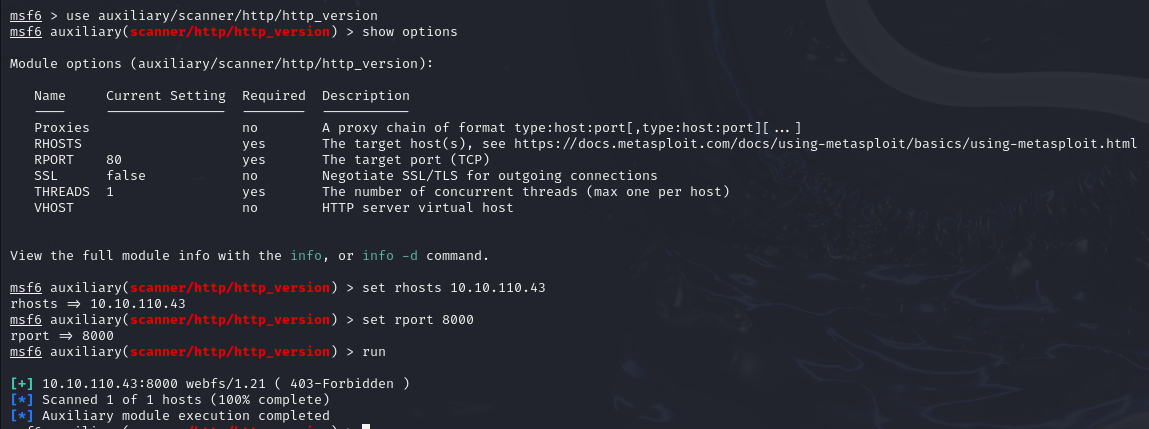 msf6 > use auxiliary/scanner/http/http_version
msf6 auxiliary(scanner/http/http_version) > show options
Module options (auxiliary/scanner/http/http_version):
Name     Current Setting  Required  Description
----     ---------------  --------  -----------
Proxies                   no        A proxy chain of format type:host:port[,type:host:port][...]
RHOSTS                    yes       The target host(s), see https://docs.metasploit.com/docs/using-metasploit/basics/using-metasploit.html
RPORT    80               yes       The target port (TCP)
SSL      false            no        Negotiate SSL/TLS for outgoing connections
THREADS  1                yes       The number of concurrent threads (max one per host)
VHOST                     no        HTTP server virtual host
View the full module info with the info, or info -d command.
msf6 auxiliary(scanner/http/http_version) > set rhosts 10.10.110.43
rhosts => 10.10.110.43
msf6 auxiliary(scanner/http/http_version) > set rport 8000
rport => 8000
msf6 auxiliary(scanner/http/http_version) > run
[+] 10.10.110.43:8000 webfs/1.21 ( 403-Forbidden )
[*] Scanned 1 of 1 hosts (100% complete)
[*] Auxiliary module execution completed
msf6 auxiliary(scanner/http/http_version) >